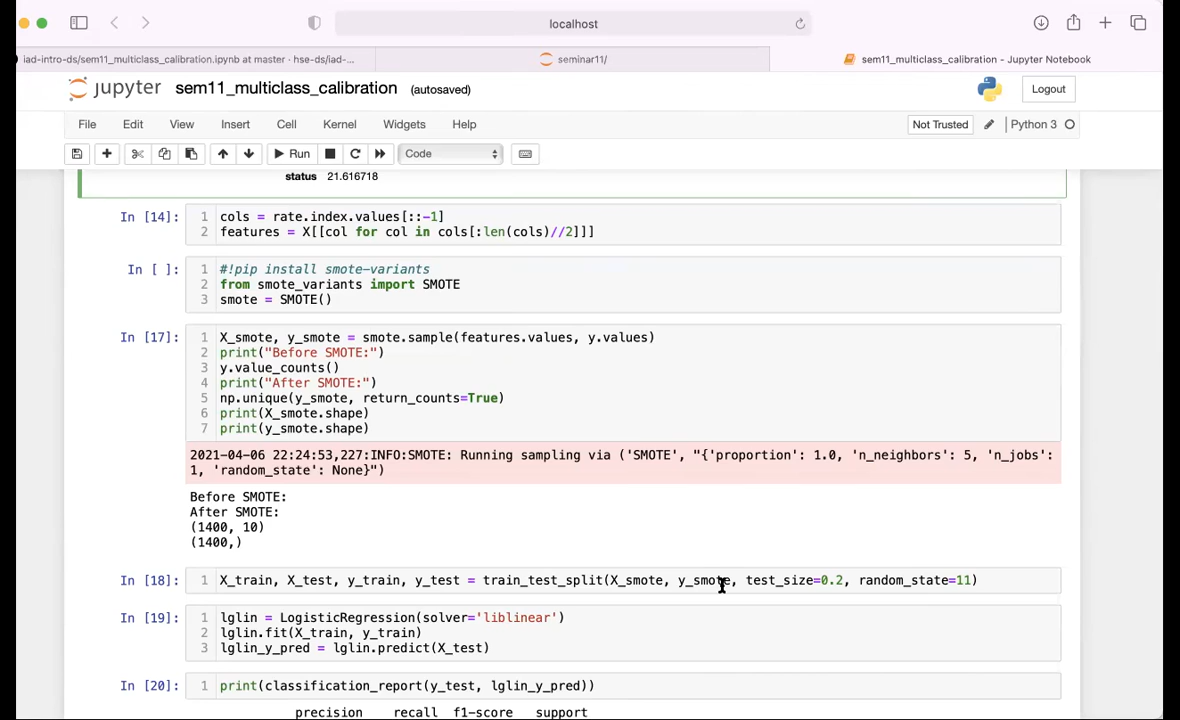 localhost
iad-intro-ds/sem11_multiclass_calibration.ipynb at master · hse-ds/iad-...
seminar11/
sem11_multiclass_calibration - Jupyter Notebook
jupyter sem11_multiclass_calibration (autosaved)
Logout
File Edit View Insert Cell Kernel Widgets Help
Not Trusted
Python 3
Run
Code
status 21.616718
In [14]:
1 cols = rate.index.values[::-1]
2 features = X[[col for col in cols[:len(cols)//2]]]
In [ ]:
1 #!pip install smote-variants
2 from smote_variants import SMOTE
3 smote = SMOTE()
In [17]:
1 X_smote, y_smote = smote.sample(features.values, y.values)
2 print("Before SMOTE:")
3 y.value_counts()
4 print("After SMOTE:")
5 np.unique(y_smote, return_counts=True)
6 print(X_smote.shape)
7 print(y_smote.shape)
2021-04-06 22:24:53,227:INFO:SMOTE: Running sampling via ('SMOTE', "{'proportion': 1.0, 'n_neighbors': 5, 'n_jobs':
1, 'random_state': None}")
Before SMOTE:
After SMOTE:
(1400, 10)
(1400,)
In [18]:
1 X_train, X_test, y_train, y_test = train_test_split(X_smote, y_smote, test_size=0.2, random_state=11)
In [19]:
1 lglin = LogisticRegression(solver='liblinear')
2 lglin.fit(X_train, y_train)
3 lglin_y_pred = lglin.predict(X_test)
In [20]:
1 print(classification_report(y_test, lglin_y_pred))
precision recall f1-score support